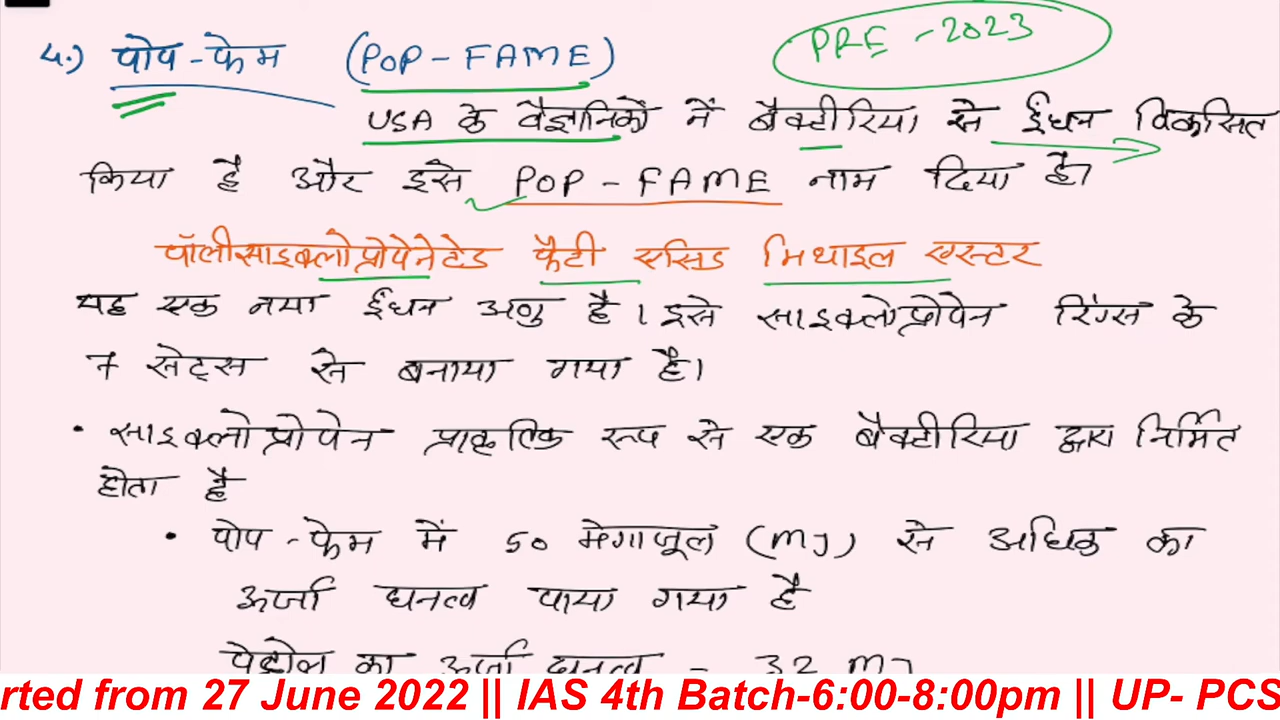 4.) पोप-फेम (POP-FAME)
PRE - 2023
USA के वैज्ञानिकों ने बैक्टीरिया से ईंधन विकसित
किया है और इसे POP-FAME नाम दिया है।
पॉलीसाइक्लोप्रोपेनेटेड फैटी एसिड मिथाइल एस्टर
यह एक नया ईंधन अणु है। इसे साइक्लोप्रोपेन रिंग्स के
7 सेट्स से बनाया गया है।
• साइक्लोप्रोपेन प्राकृतिक रूप से एक बैक्टीरिया द्वारा निर्मित
होता है
• पोप-फेम में 50 मेगाजूल (MJ) से अधिक का
ऊर्जा घनत्व पाया गया है
पेट्रोल का ऊर्जा घनत्व - 32 MJ
rted from 27 June 2022 || IAS 4th Batch-6:00-8:00pm || UP- PCS